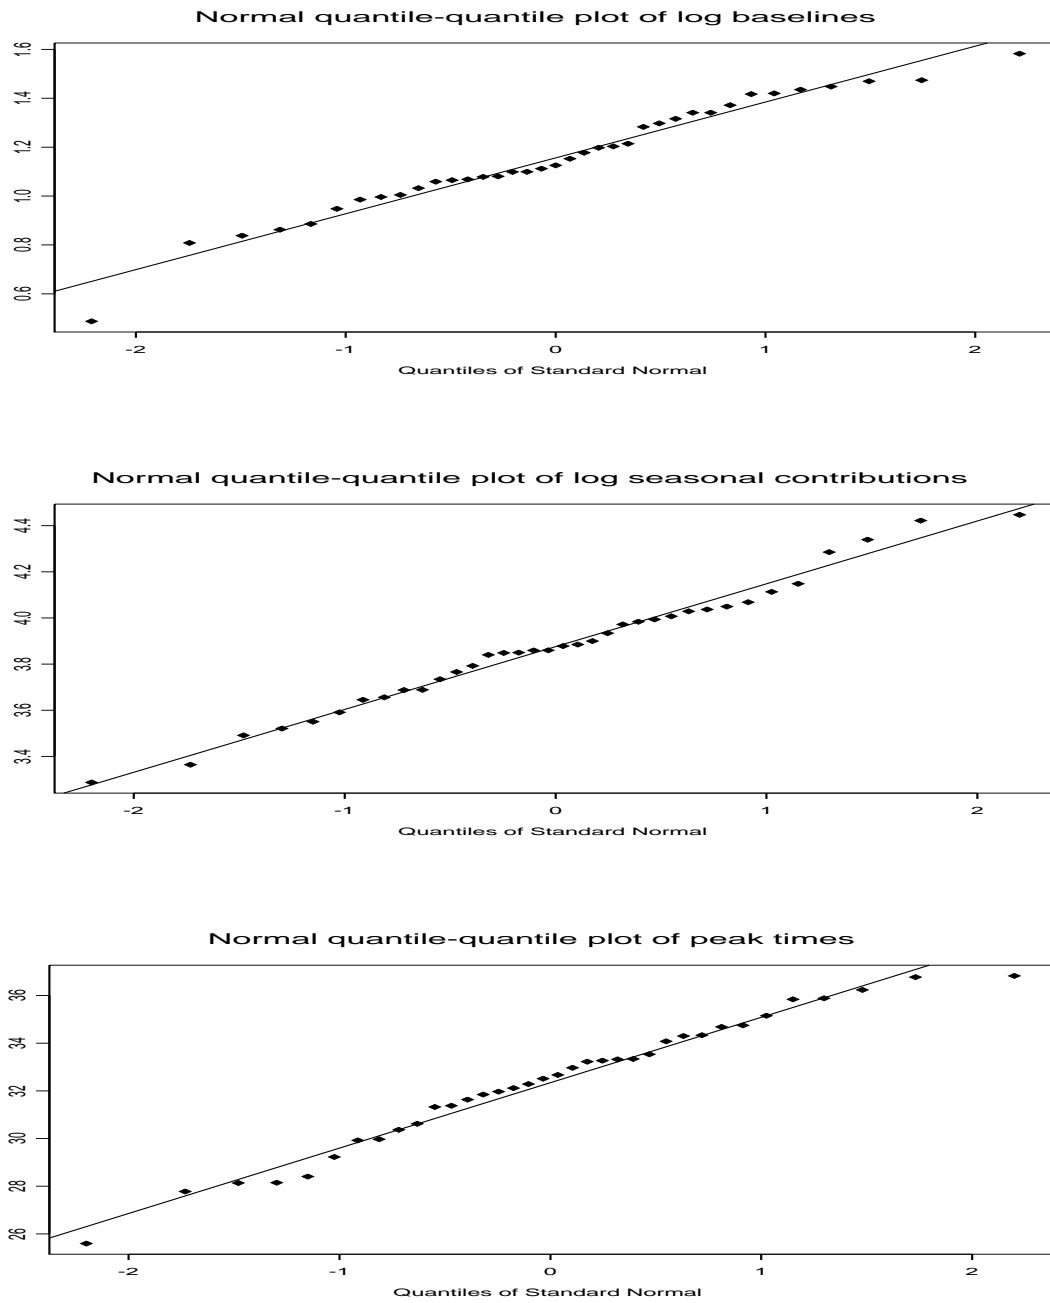 Normal quantile-quantile plot of log baselines
1.6
1.4
1.2
1.0
0.8
0.6
-2 -1 0 1 2
Quantiles of Standard Normal
Normal quantile-quantile plot of log seasonal contributions
4.4
4.2
4.0
3.8
3.6
3.4
-2 -1 0 1 2
Quantiles of Standard Normal
Normal quantile-quantile plot of peak times
36
34
32
30
28
26
-2 -1 0 1 2
Quantiles of Standard Normal